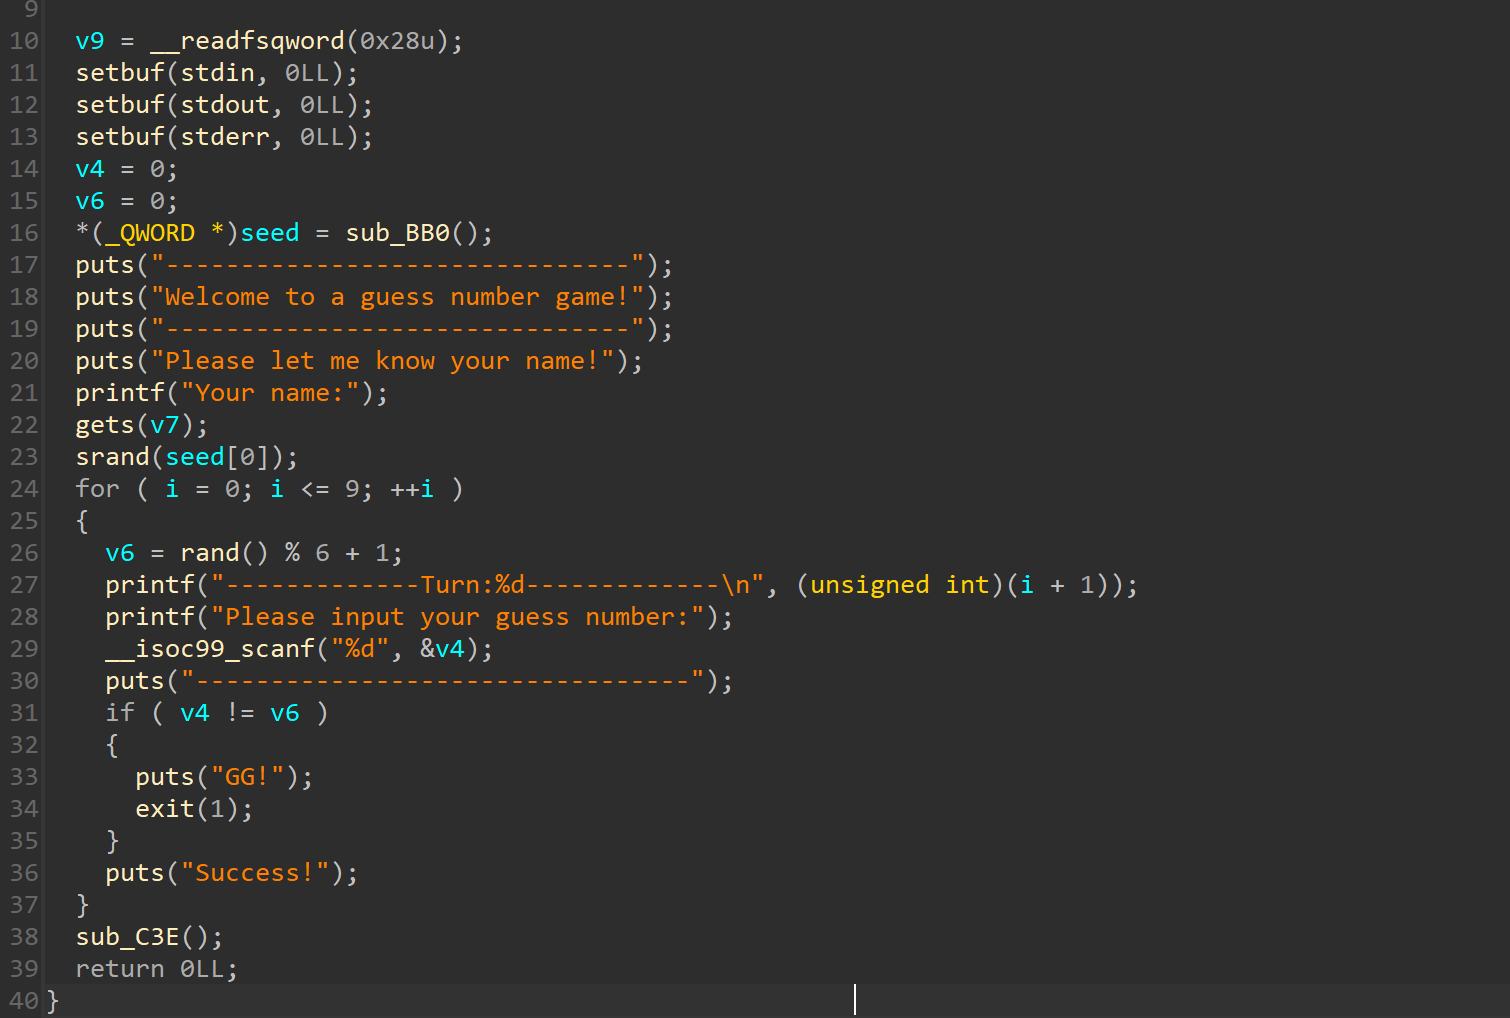 9
10 v9 = __readfsqword(0x28u);
11 setbuf(stdin, 0LL);
12 setbuf(stdout, 0LL);
13 setbuf(stderr, 0LL);
14 v4 = 0;
15 v6 = 0;
16 *(_QWORD *)seed = sub_BB0();
17 puts("-------------------------------");
18 puts("Welcome to a guess number game!");
19 puts("-------------------------------");
20 puts("Please let me know your name!");
21 printf("Your name:");
22 gets(v7);
23 srand(seed[0]);
24 for ( i = 0; i <= 9; ++i )
25 {
26 v6 = rand() % 6 + 1;
27 printf("-------------Turn:%d-------------\n", (unsigned int)(i + 1));
28 printf("Please input your guess number:");
29 __isoc99_scanf("%d", &v4);
30 puts("---------------------------------");
31 if ( v4 != v6 )
32 {
33 puts("GG!");
34 exit(1);
35 }
36 puts("Success!");
37 }
38 sub_C3E();
39 return 0LL;
40 }